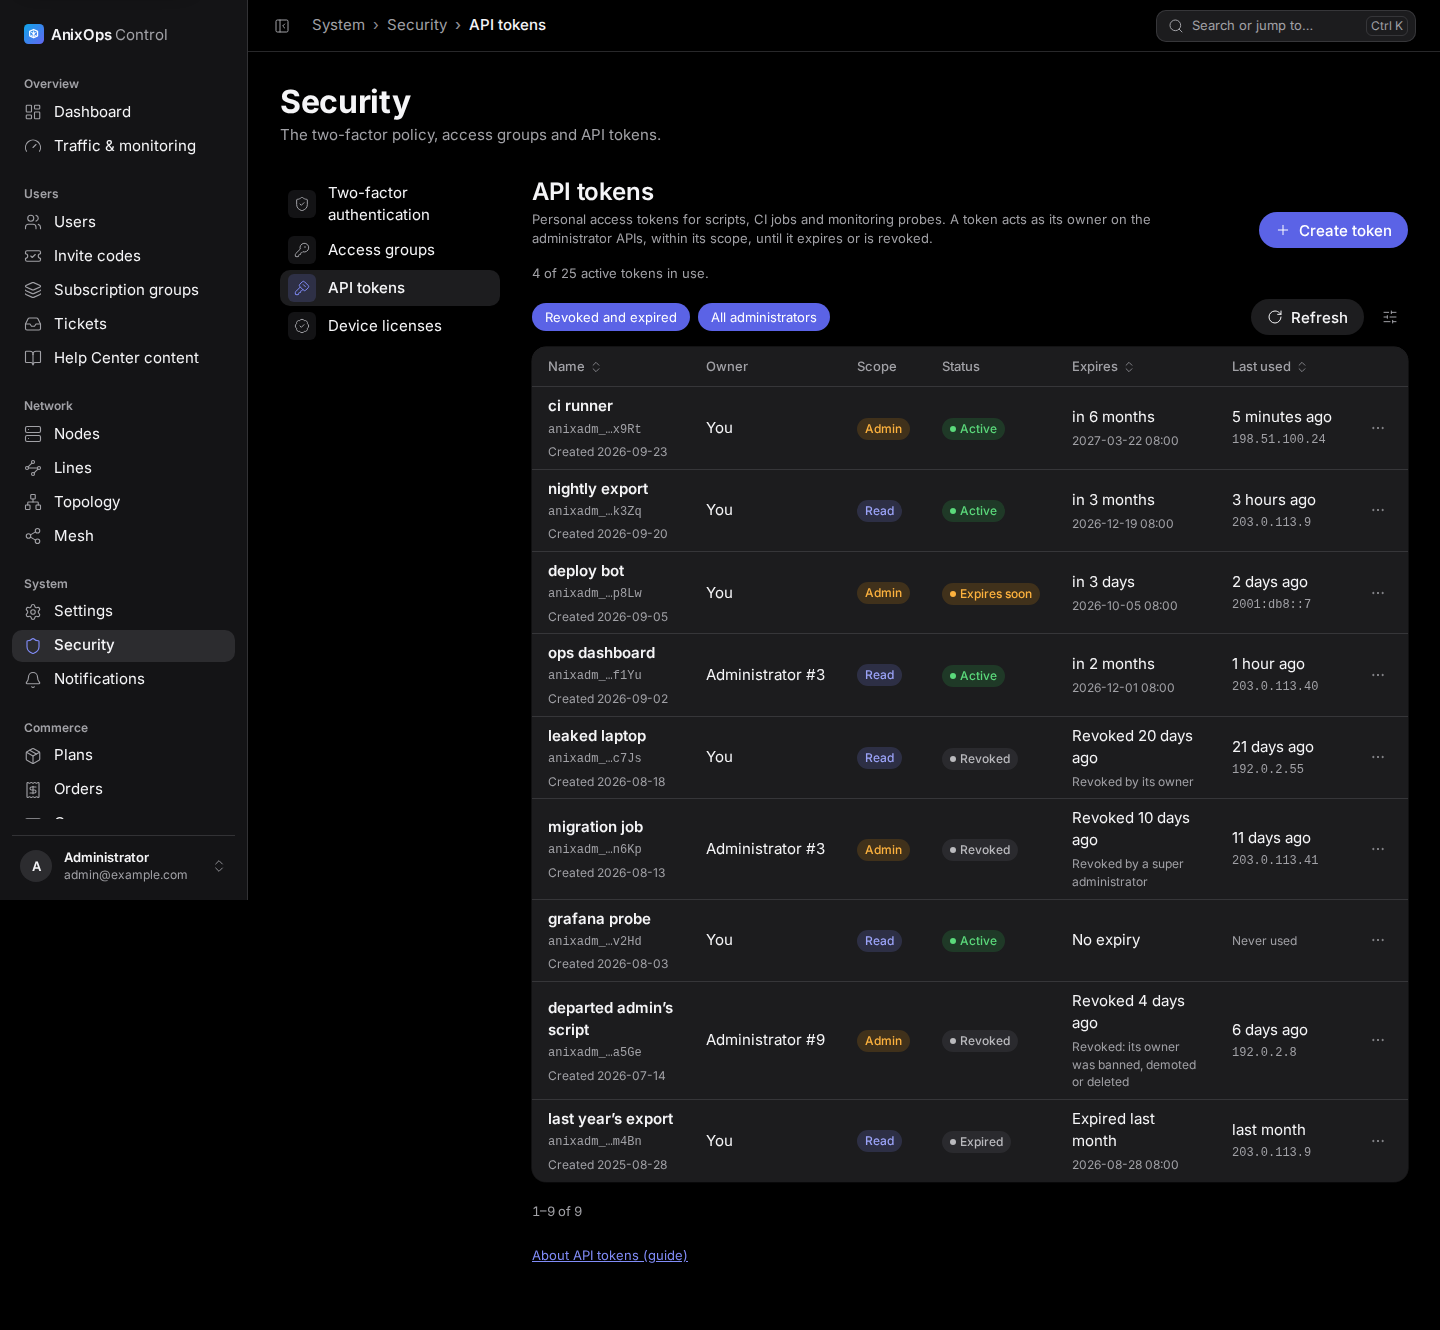 AnixOps Control
Overview
Dashboard
Traffic & monitoring
Users
Users
Invite codes
Subscription groups
Tickets
Help Center content
Network
Nodes
Lines
Topology
Mesh
System
Settings
Security
Notifications
Commerce
Plans
Orders
A
Administrator
admin@example.com
System › Security › API tokens
Search or jump to...
Ctrl K
Security
The two-factor policy, access groups and API tokens.
Two-factor
authentication
Access groups
API tokens
Device licenses
API tokens
Personal access tokens for scripts, CI jobs and monitoring probes. A token acts as its owner on the
administrator APIs, within its scope, until it expires or is revoked.
Create token
4 of 25 active tokens in use.
Revoked and expired
All administrators
Refresh
Name Owner Scope Status Expires Last used
ci runner
anixadm_…x9Rt
Created 2026-09-23
You
Admin
Active
in 6 months
2027-03-22 08:00
5 minutes ago
198.51.100.24
nightly export
anixadm_…k3Zq
Created 2026-09-20
You
Read
Active
in 3 months
2026-12-19 08:00
3 hours ago
203.0.113.9
deploy bot
anixadm_…p8Lw
Created 2026-09-05
You
Admin
Expires soon
in 3 days
2026-10-05 08:00
2 days ago
2001:db8::7
ops dashboard
anixadm_…f1Yu
Created 2026-09-02
Administrator #3
Read
Active
in 2 months
2026-12-01 08:00
1 hour ago
203.0.113.40
leaked laptop
anixadm_…c7Js
Created 2026-08-18
You
Read
Revoked
Revoked 20 days
ago
Revoked by its owner
21 days ago
192.0.2.55
migration job
anixadm_…n6Kp
Created 2026-08-13
Administrator #3
Admin
Revoked
Revoked 10 days
ago
Revoked by a super
administrator
11 days ago
203.0.113.41
grafana probe
anixadm_…v2Hd
Created 2026-08-03
You
Read
Active
No expiry
Never used
departed admin’s
script
anixadm_…a5Ge
Created 2026-07-14
Administrator #9
Admin
Revoked
Revoked 4 days
ago
Revoked: its owner
was banned, demoted
or deleted
6 days ago
192.0.2.8
last year’s export
anixadm_…m4Bn
Created 2025-08-28
You
Read
Expired
Expired last
month
2026-08-28 08:00
last month
203.0.113.9
1–9 of 9
About API tokens (guide)